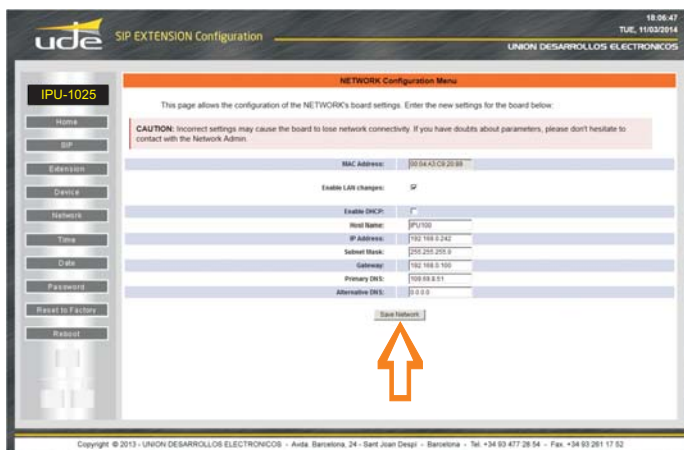 18:06:47
TUE, 11/03/2014
ude
SIP EXTENSION Configuration
UNION DESARROLLOS ELECTRONICOS
IPU-1025
Home
SIP
Extension
Device
Network
Time
Date
Password
Reset to Factory
Reboot
NETWORK Configuration Menu
This page allows the configuration of the NETWORK's board settings. Enter the new settings for the board below:
CAUTION: Incorrect settings may cause the board to lose network connectivity. If you have doubts about parameters, please don't hesitate to
contact with the Network Admin.
MAC Address: 00:04:A3:C9:20:98
Enable LAN changes:
Enable DHCP:
Host Name: IPU100
IP Address: 192.168.0.242
Subnet Mask: 255.255.255.0
Gateway: 192.168.0.100
Primary DNS:
Alternative DNS: 0.0.0.0
Save Network
Copyright © 2013 - UNION DESARROLLOS ELECTRONICOS - Avda. Barcelona, 24 - Sant Joan Despi - Barcelona - Tel. +34 93 477 28 54 - Fax. +34 93 261 17 52